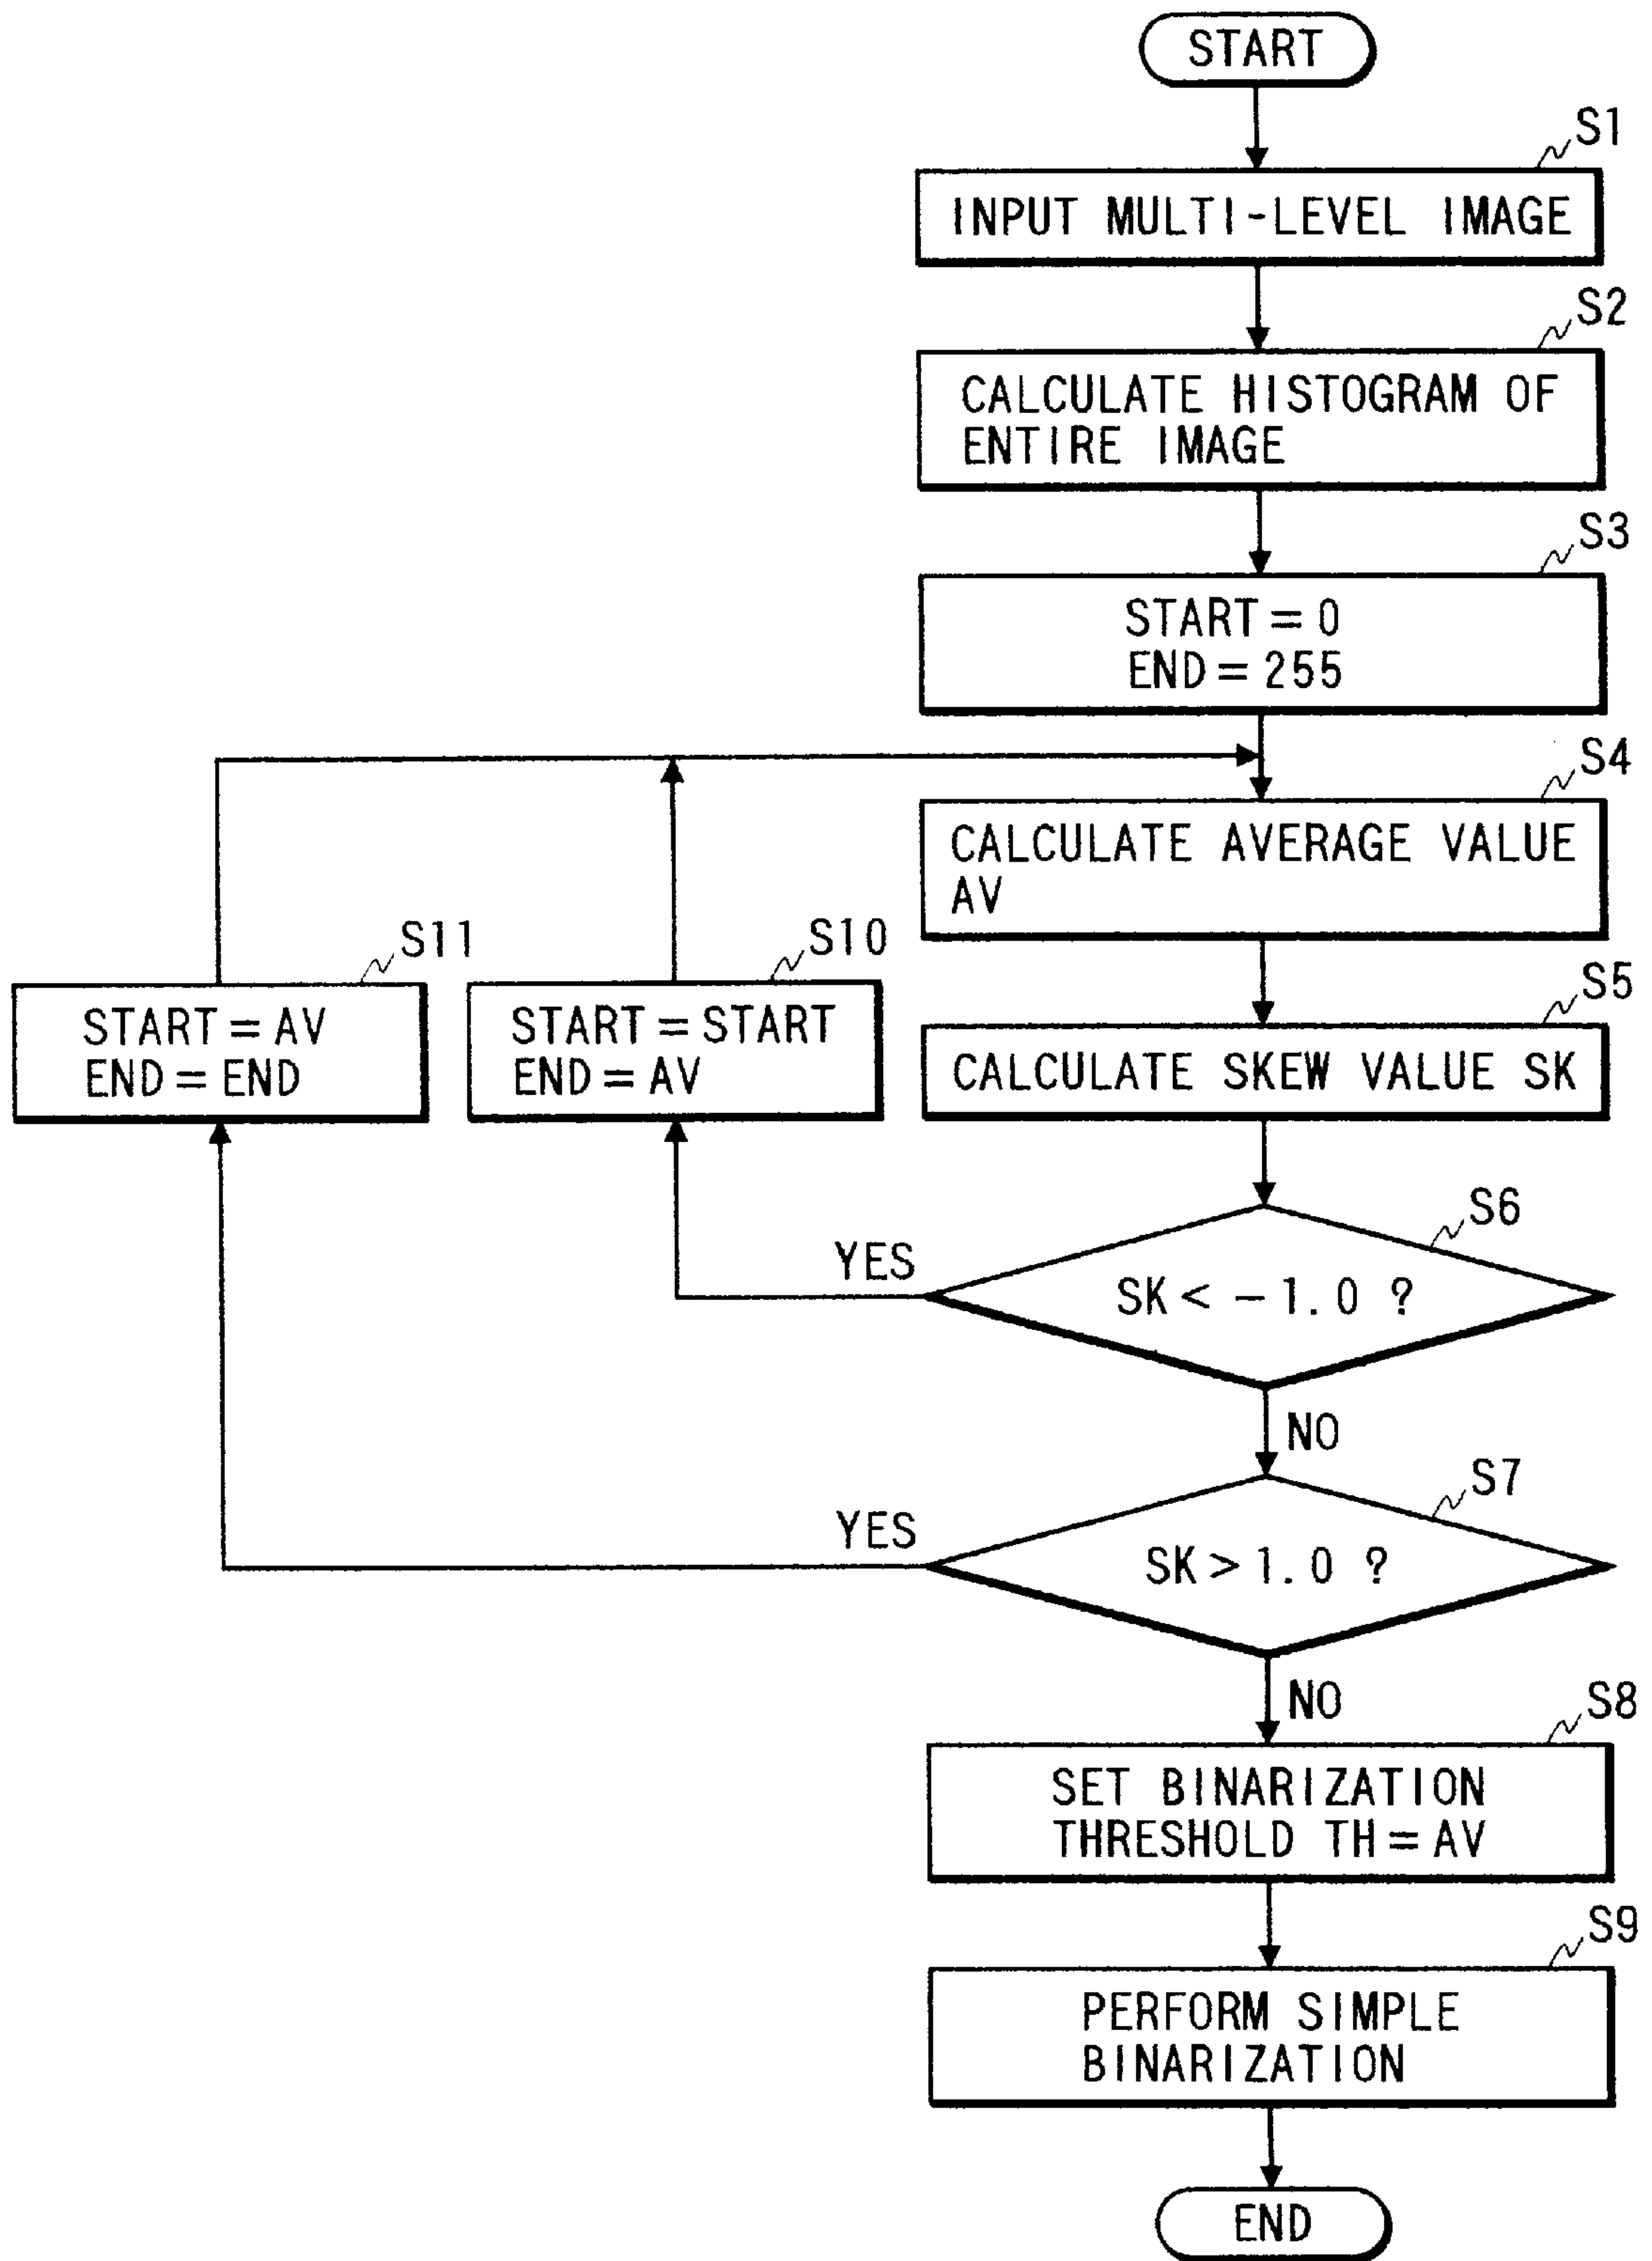 START
S1
INPUT MULTI-LEVEL IMAGE
S2
CALCULATE HISTOGRAM OF
ENTIRE IMAGE
S3
START = 0
END = 255
S4
CALCULATE AVERAGE VALUE
AV
S11
START = AV
END = END
S10
START = START
END = AV
S5
CALCULATE SKEW VALUE SK
S6
YES
SK < - 1.0 ?
NO
S7
YES
SK > 1.0 ?
NO
S8
SET BINARIZATION
THRESHOLD TH = AV
S9
PERFORM SIMPLE
BINARIZATION
END